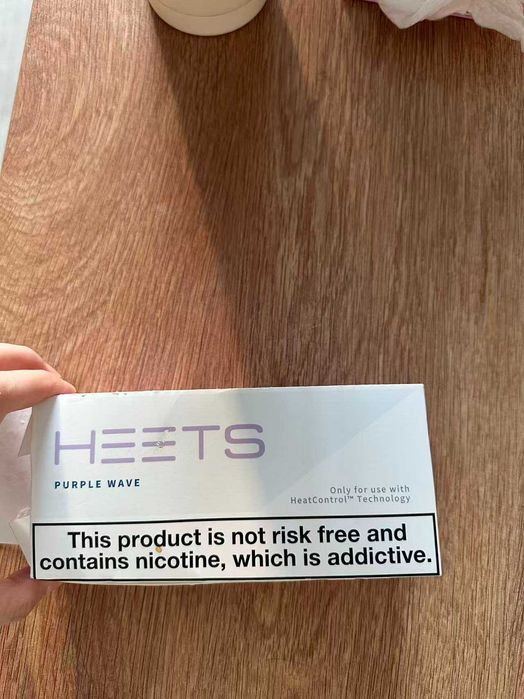 HEETS
PURPLE WAVE
Only for use with
HeatControl™ Technology
This product is not risk free and
contains nicotine, which is addictive.